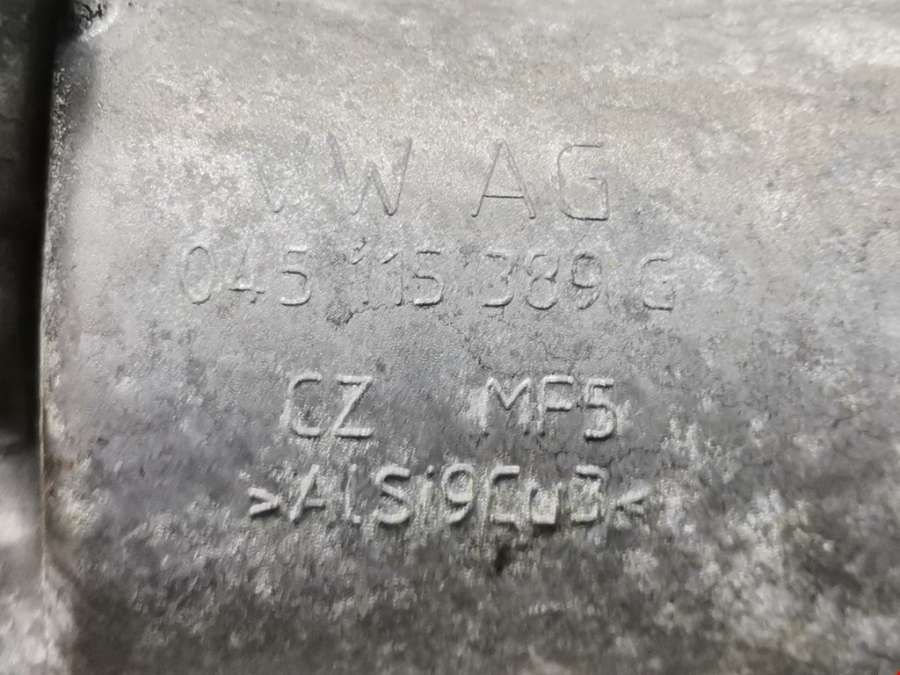 VW AG
045 115 389 G
CZ MF5
>AlSi9Cu3<